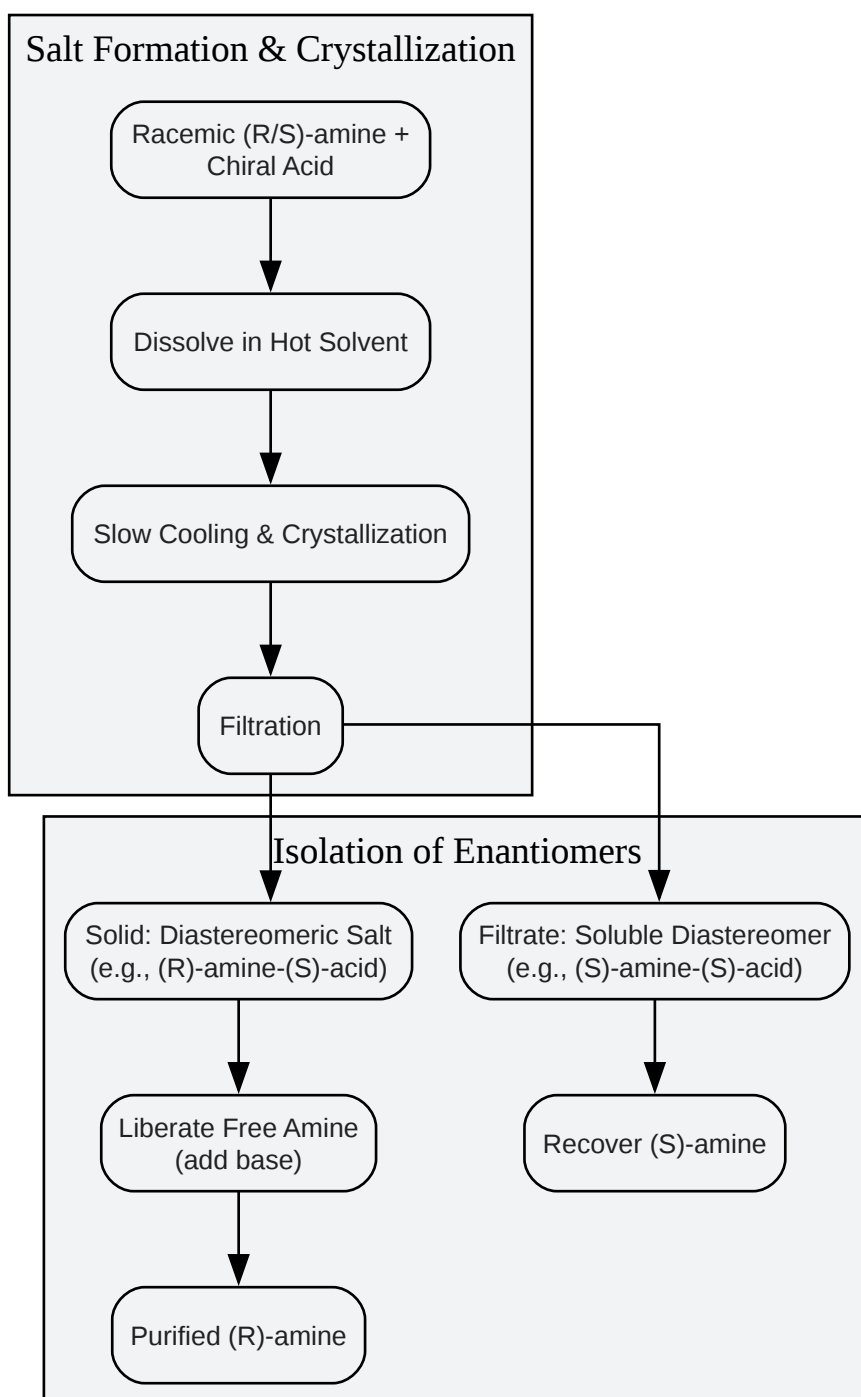 Salt Formation & Crystallization
Racemic (R/S)-amine +
Chiral Acid
Dissolve in Hot Solvent
Slow Cooling & Crystallization
Filtration
Isolation of Enantiomers
Solid: Diastereomeric Salt
(e.g., (R)-amine-(S)-acid)
Filtrate: Soluble Diastereomer
(e.g., (S)-amine-(S)-acid)
Liberate Free Amine
(add base)
Recover (S)-amine
Purified (R)-amine